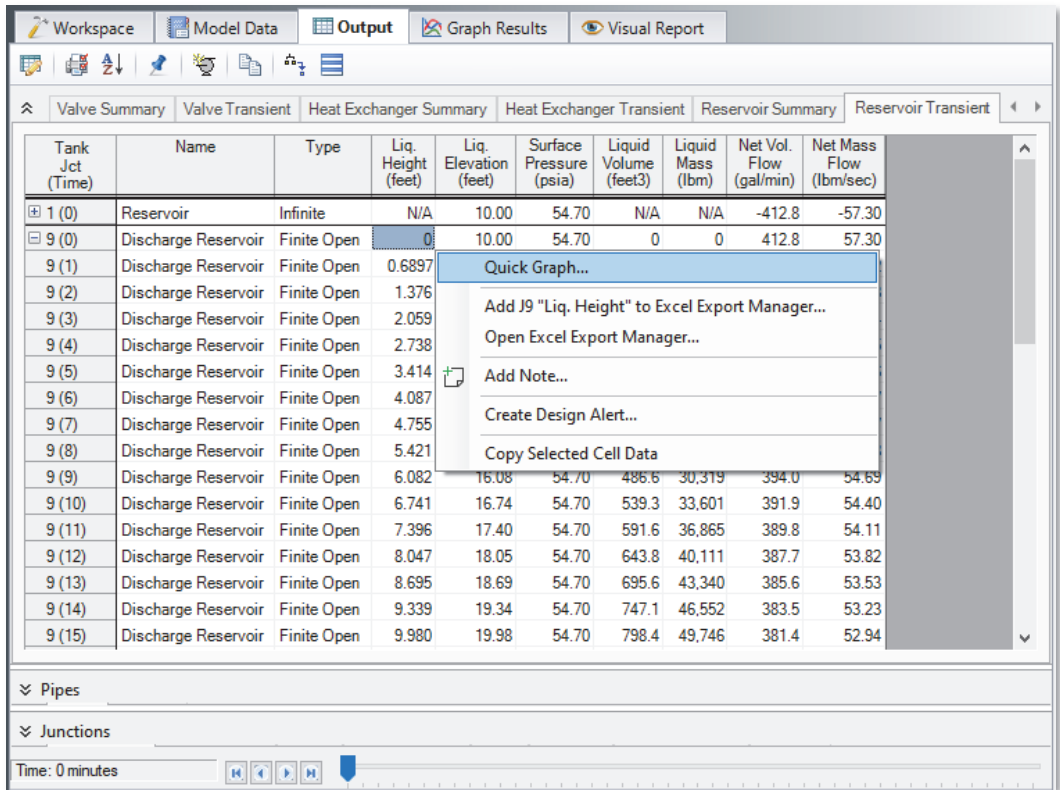 Workspace Model Data Output Graph Results Visual Report
Valve Summary Valve Transient Heat Exchanger Summary Heat Exchanger Transient Reservoir Summary Reservoir Transient
Tank Name Type Liq. Liq. Surface Liquid Liquid Net Vol. Net Mass
Jct Height Elevation Pressure Volume Mass Flow Flow
(Time) (feet) (feet) (psia) (feet3) (lbm) (gal/min) (lbm/sec)
1 (0) Reservoir Infinite N/A 10.00 54.70 N/A N/A -412.8 -57.30
9 (0) Discharge Reservoir Finite Open 0 10.00 54.70 0 0 412.8 57.30
9 (1) Discharge Reservoir Finite Open 0.6897 Quick Graph...
9 (2) Discharge Reservoir Finite Open 1.376
9 (3) Discharge Reservoir Finite Open 2.059 Add J9 "Liq. Height" to Excel Export Manager...
9 (4) Discharge Reservoir Finite Open 2.738 Open Excel Export Manager...
9 (5) Discharge Reservoir Finite Open 3.414 Add Note...
9 (6) Discharge Reservoir Finite Open 4.087
9 (7) Discharge Reservoir Finite Open 4.755 Create Design Alert...
9 (8) Discharge Reservoir Finite Open 5.421 Copy Selected Cell Data
9 (9) Discharge Reservoir Finite Open 6.082 16.08 54.70 486.6 30,319 394.0 54.69
9 (10) Discharge Reservoir Finite Open 6.741 16.74 54.70 539.3 33,601 391.9 54.40
9 (11) Discharge Reservoir Finite Open 7.396 17.40 54.70 591.6 36,865 389.8 54.11
9 (12) Discharge Reservoir Finite Open 8.047 18.05 54.70 643.8 40,111 387.7 53.82
9 (13) Discharge Reservoir Finite Open 8.695 18.69 54.70 695.6 43,340 385.6 53.53
9 (14) Discharge Reservoir Finite Open 9.339 19.34 54.70 747.1 46,552 383.5 53.23
9 (15) Discharge Reservoir Finite Open 9.980 19.98 54.70 798.4 49,746 381.4 52.94
Pipes
Junctions
Time: 0 minutes